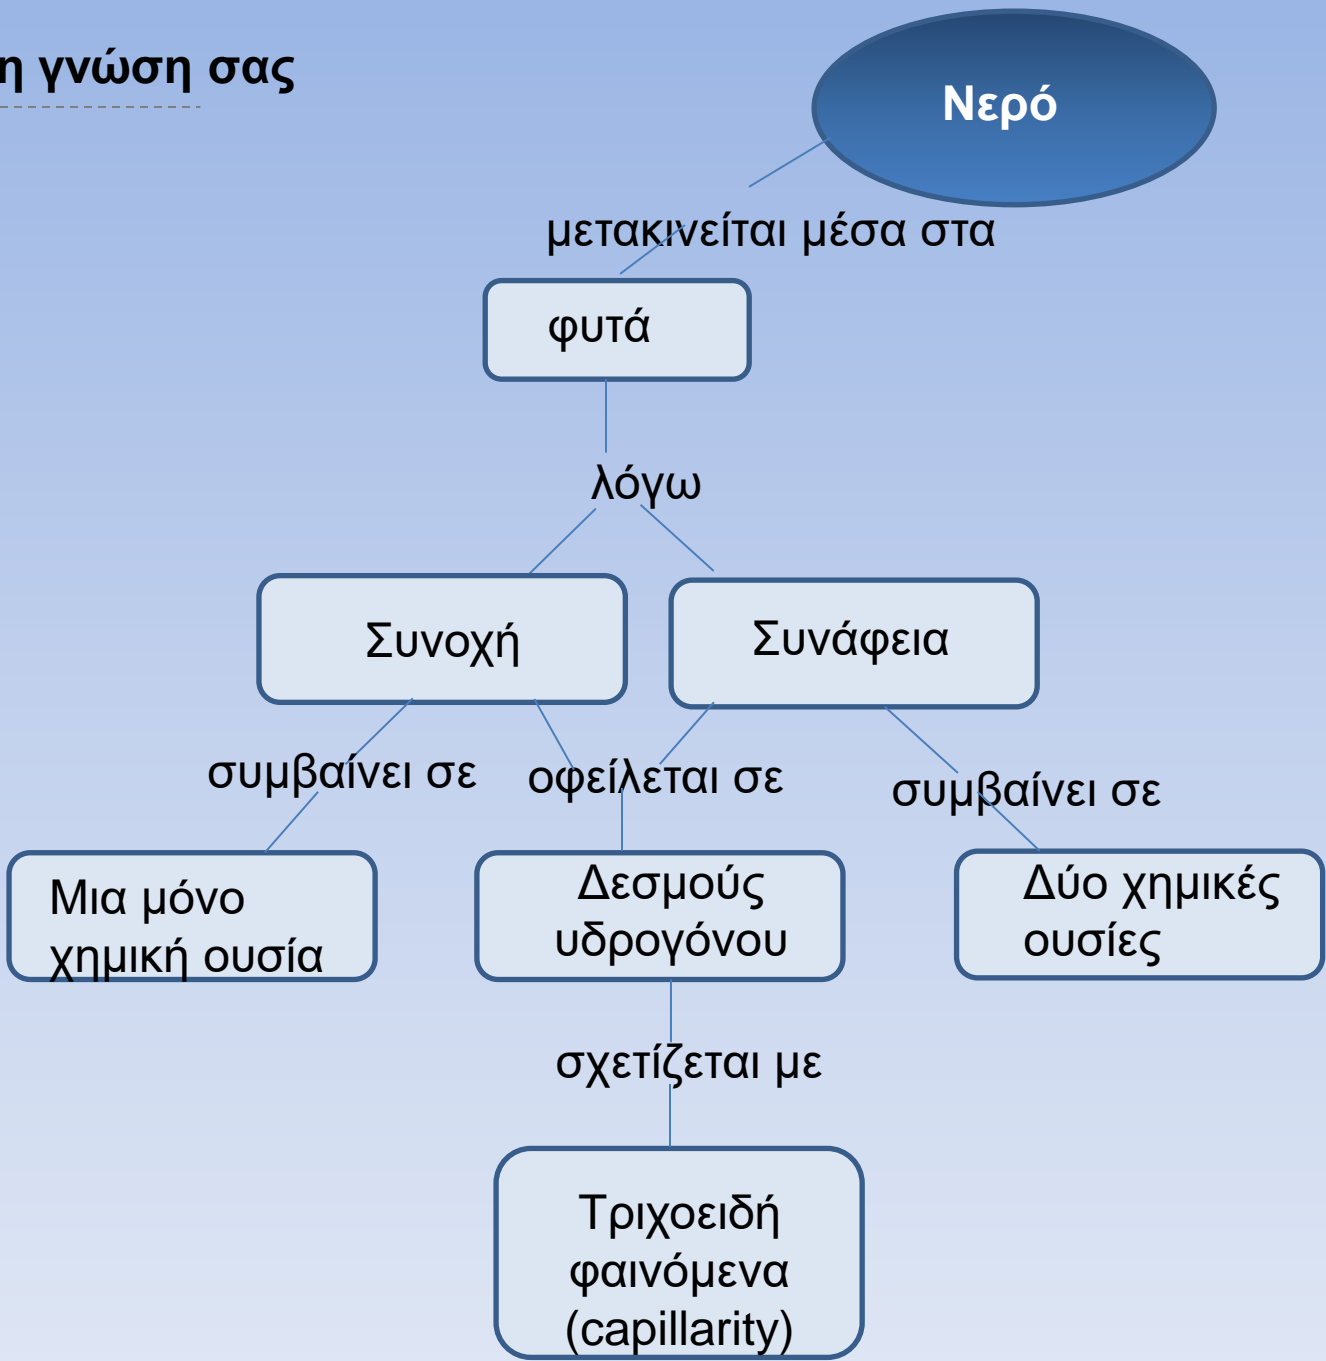 η γνώση σας
Νερό
μετακινείται μέσα στα
φυτά
λόγω
Συνοχή
Συνάφεια
συμβαίνει σε
οφείλεται σε
συμβαίνει σε
Μια μόνο
χημική ουσία
Δεσμούς
υδρογόνου
Δύο χημικές
ουσίες
σχετίζεται με
Τριχοειδή
φαινόμενα
(capillarity)